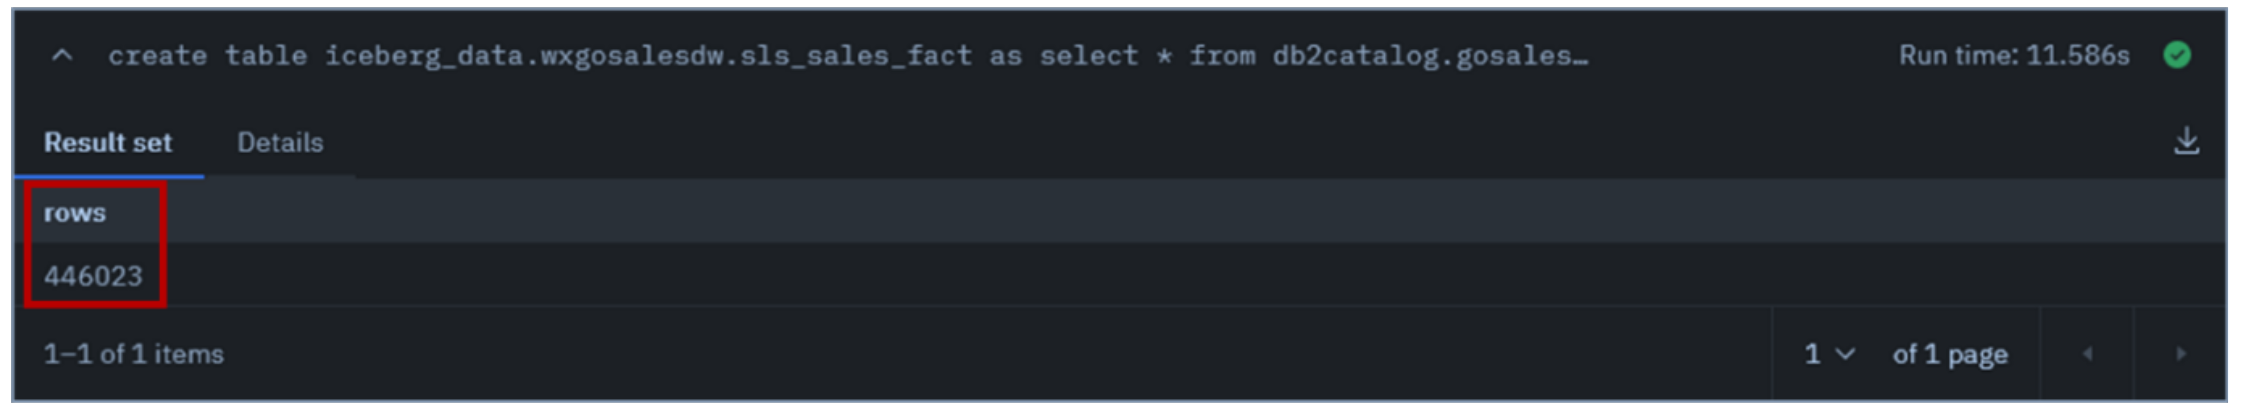 create table iceberg_data.wxgosalesdw.sls_sales_fact as select * from db2catalog.gosales… Run time: 11.586s
Result set Details
rows
446023
1–1 of 1 items 1 of 1 page